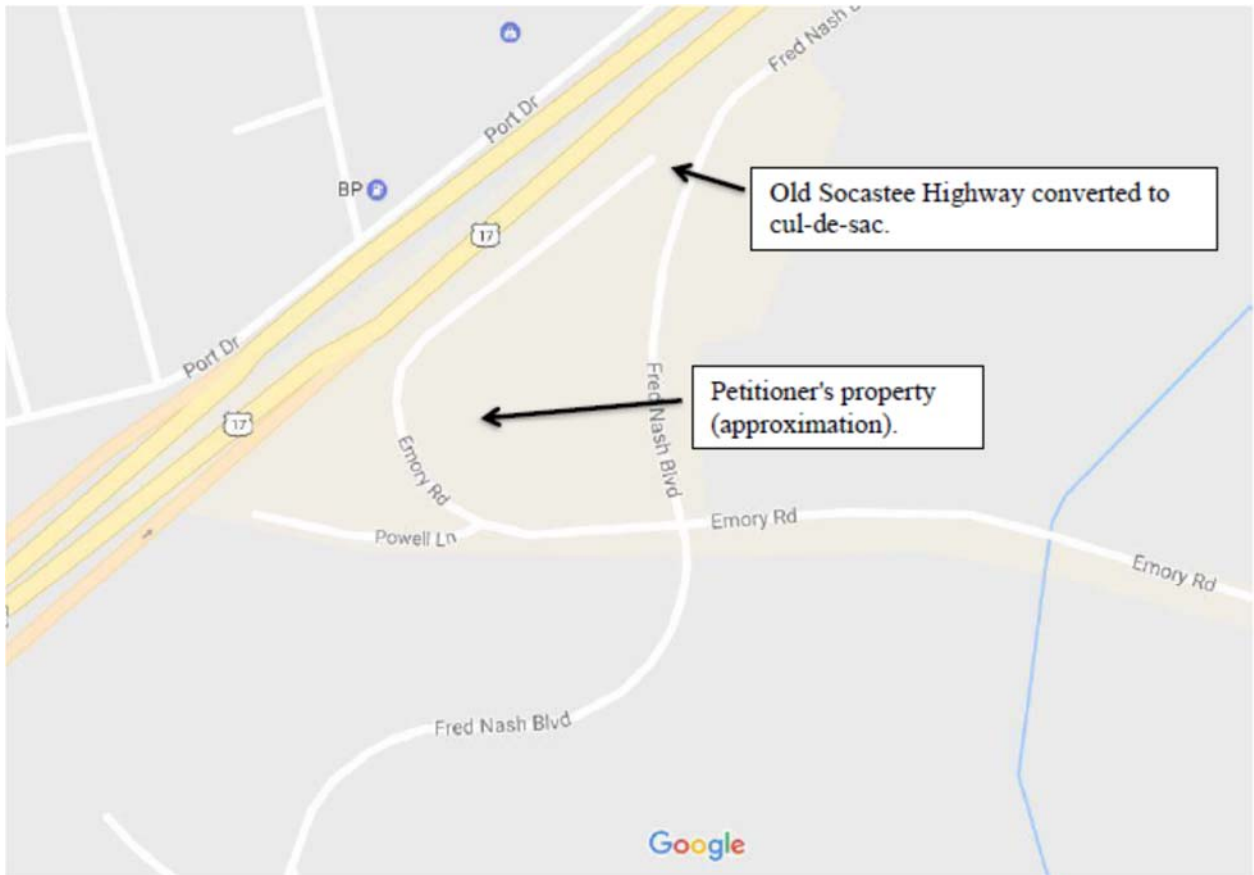 Fred Nash B
Port Dr
BP
17
Old Socastee Highway converted to
cul-de-sac.
Port Dr
Petitioner's property
(approximation).
Fred Nash Blvd
17
Emory Rd
Powell Ln
Emory Rd
Emory Rd
Fred Nash Blvd
Google